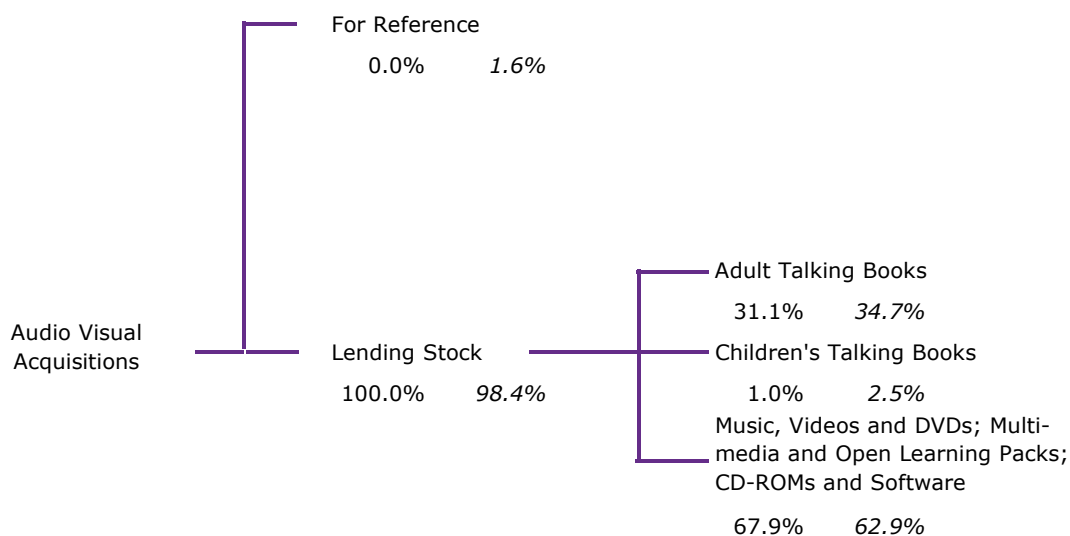 For Reference
0.0% 1.6%
Adult Talking Books
31.1% 34.7%
Audio Visual
Acquisitions
Lending Stock
100.0% 98.4%
Children's Talking Books
1.0% 2.5%
Music, Videos and DVDs; Multi-
media and Open Learning Packs;
CD-ROMs and Software
67.9% 62.9%